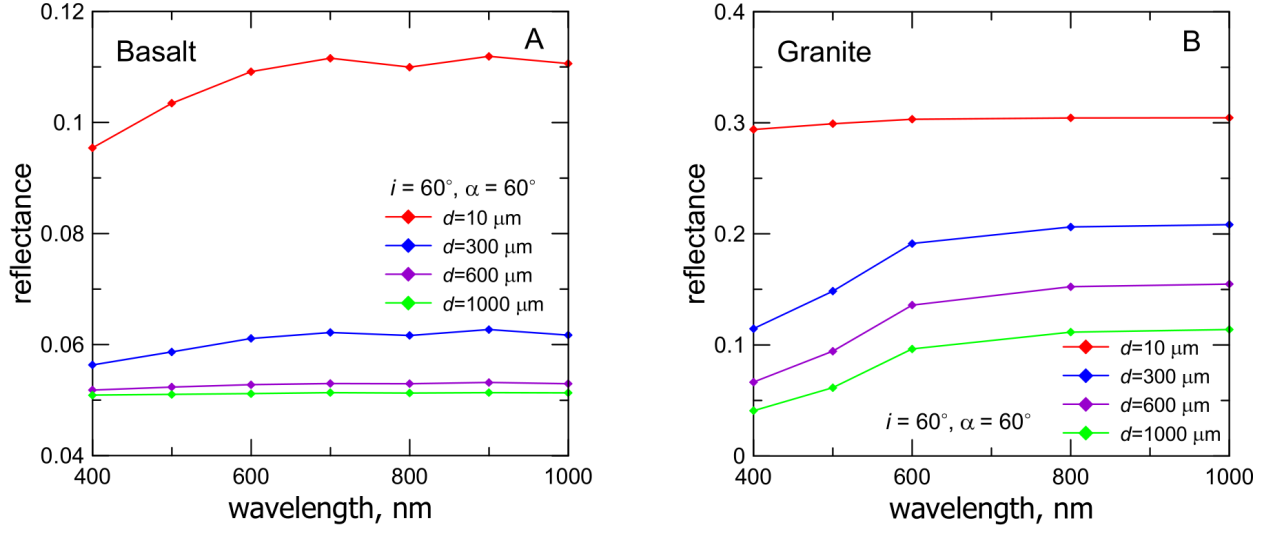 Basalt
A
0.12
0.1
0.08
0.06
0.04
reflectance
i = 60°, α = 60°
d=10 μm
d=300 μm
d=600 μm
d=1000 μm
400 600 800 1000
wavelength, nm
Granite
B
0.4
0.3
0.2
0.1
0
reflectance
d=10 μm
d=300 μm
d=600 μm
d=1000 μm
i = 60°, α = 60°
400 600 800 1000
wavelength, nm